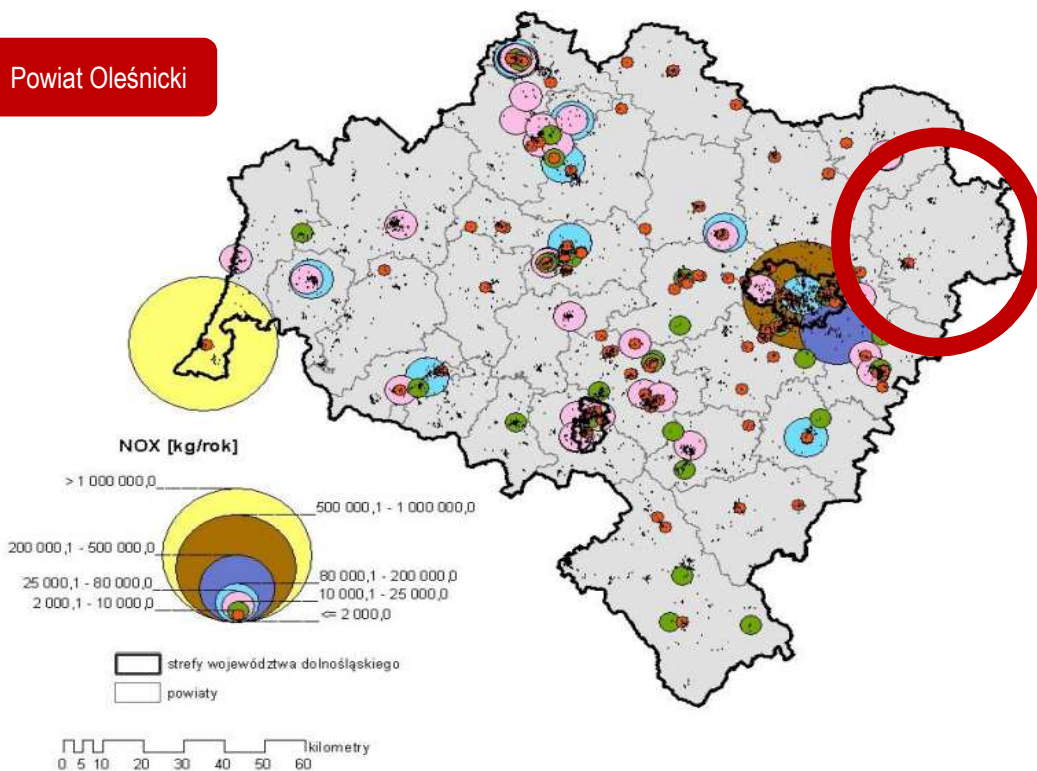 Powiat Oleśnicki
NOX [kg/rok]
> 1 000 000,0
500 000,1 - 1 000 000,0
200 000,1 - 500 000,0
80 000,1 - 200 000,0
25 000,1 - 80 000,0
10 000,1 - 25 000,0
2 000,1 - 10 000,0
<= 2 000,0
strefy województwa dolnośląskiego
powiaty
kilometry
0 5 10 20 30 40 50 60